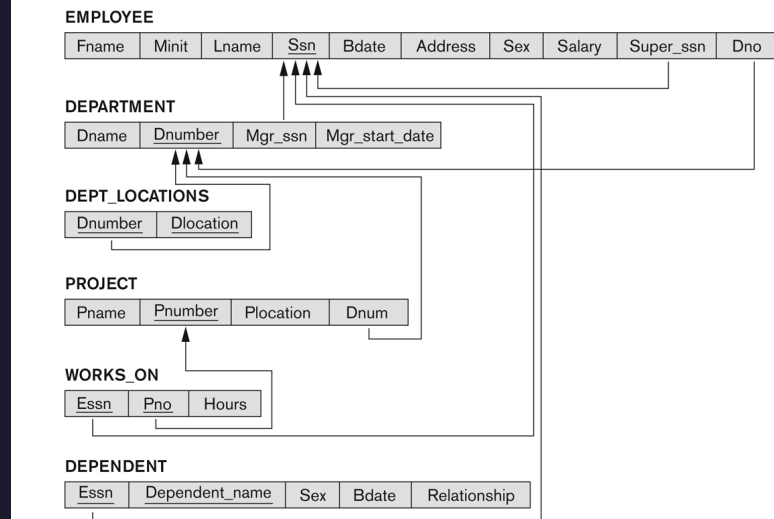 EMPLOYEE
Fname Minit Lname Ssn Bdate Address Sex Salary Super_ssn Dno
DEPARTMENT
Dname Dnumber Mgr_ssn Mgr_start_date
DEPT_LOCATIONS
Dnumber Dlocation
PROJECT
Pname Pnumber Plocation Dnum
WORKS_ON
Essn Pno Hours
DEPENDENT
Essn Dependent_name Sex Bdate Relationship